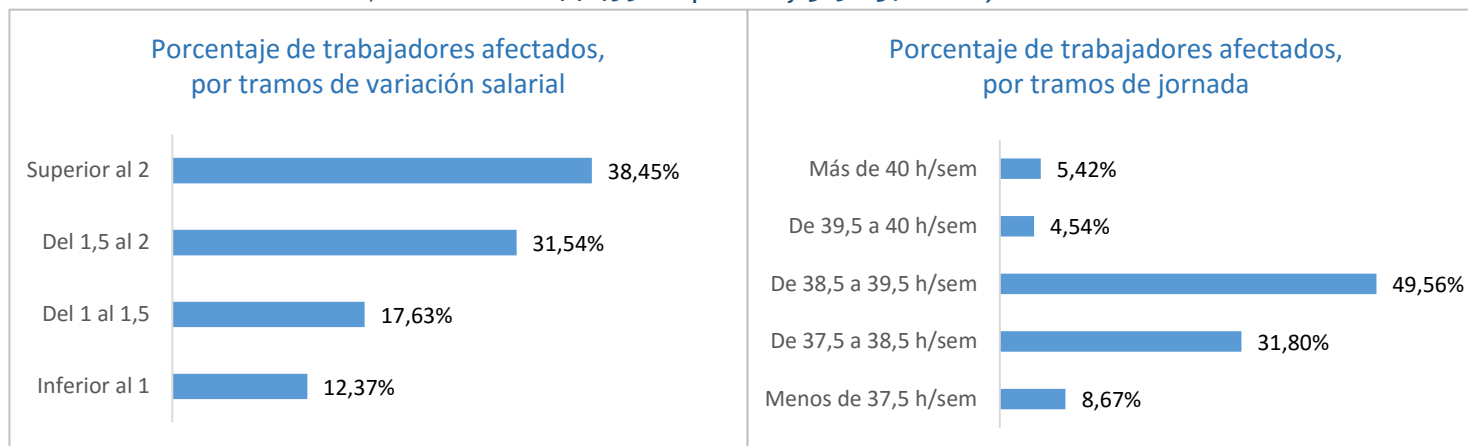 Porcentaje de trabajadores afectados,
por tramos de variación salarial
Superior al 2 38,45%
Del 1,5 al 2 31,54%
Del 1 al 1,5 17,63%
Inferior al 1 12,37%
Porcentaje de trabajadores afectados,
por tramos de jornada
Más de 40 h/sem 5,42%
De 39,5 a 40 h/sem 4,54%
De 38,5 a 39,5 h/sem 49,56%
De 37,5 a 38,5 h/sem 31,80%
Menos de 37,5 h/sem 8,67%